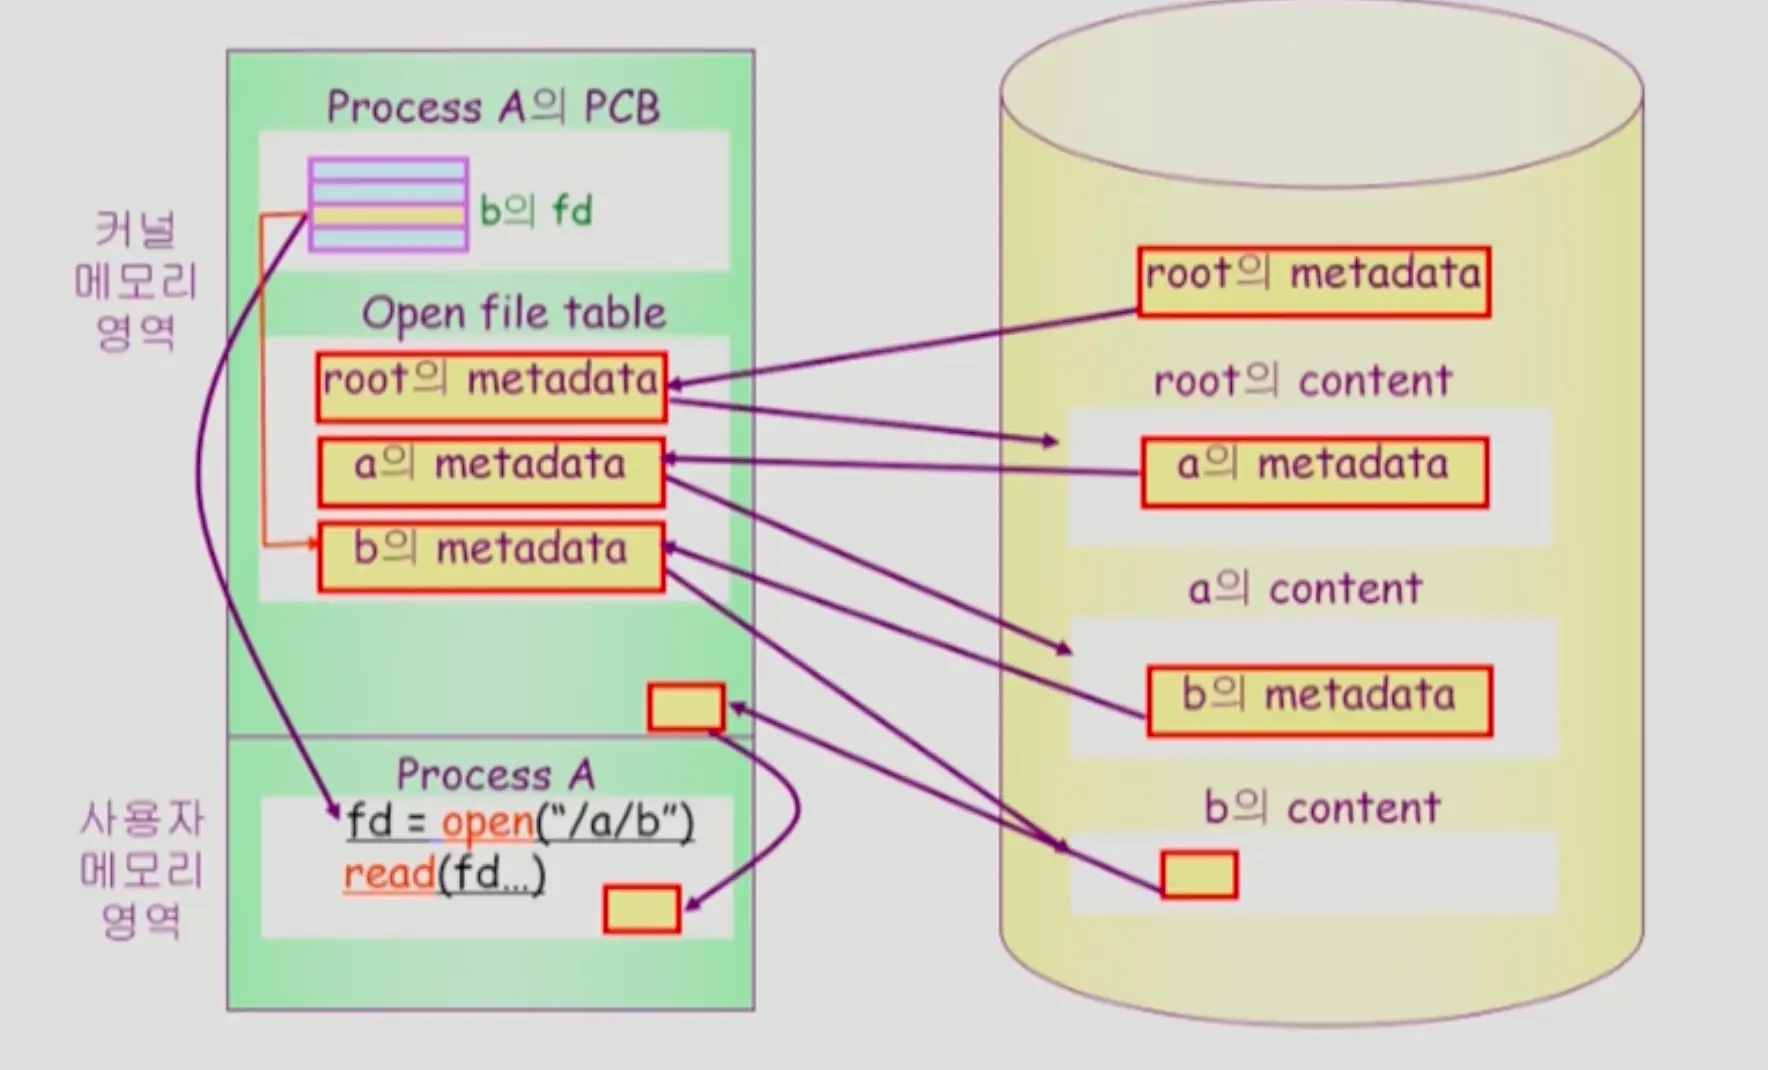 Process A의 PCB
b의 fd
커널
메모리
영역
Open file table
root의 metadata
a의 metadata
b의 metadata
Process A
fd = open(“/a/b”)
read(fd...)
사용자
메모리
영역
root의 metadata
root의 content
a의 metadata
a의 content
b의 metadata
b의 content